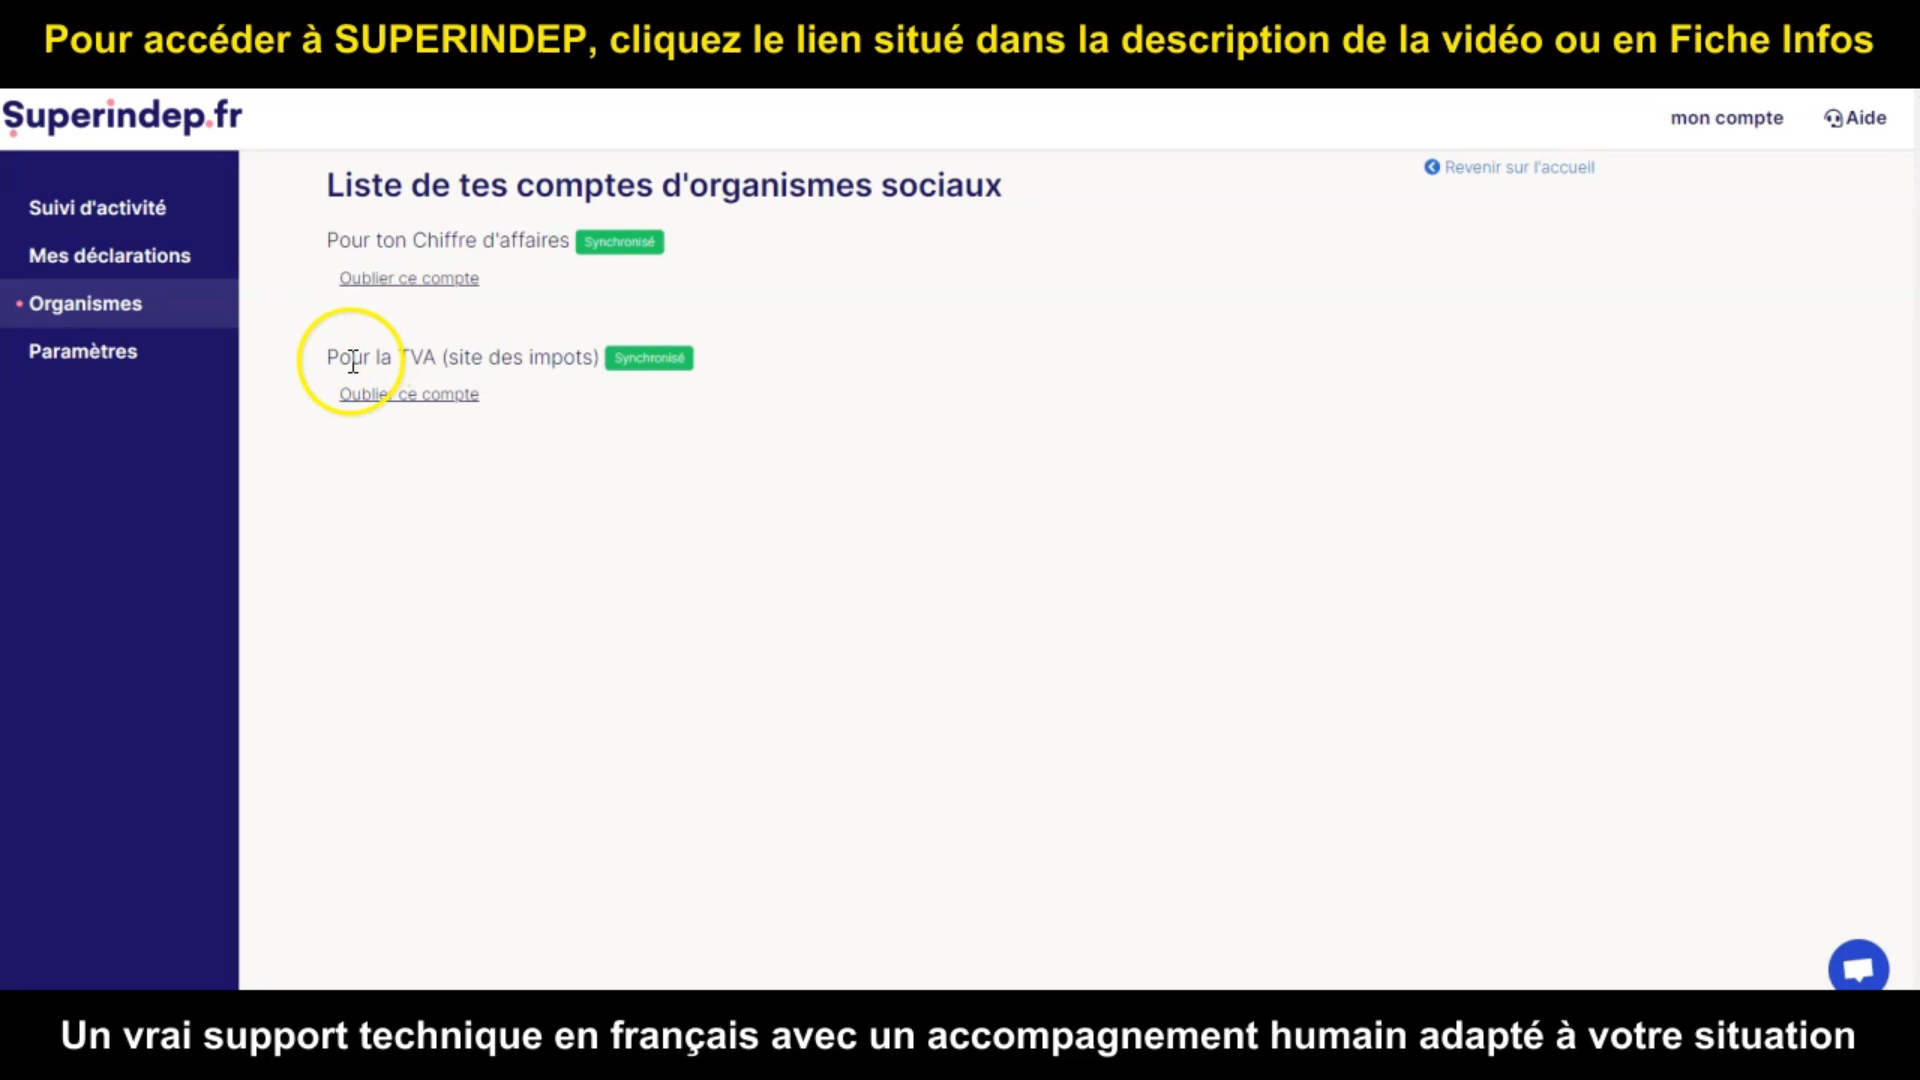 Pour accéder à SUPERINDEP, cliquez le lien situé dans la description de la vidéo ou en Fiche Infos
Superindep.fr
mon compte
Aide
Revenir sur l'accueil
Suivi d'activité
Mes déclarations
Organismes
Paramètres
Liste de tes comptes d'organismes sociaux
Pour ton Chiffre d'affaires Synchronisé
Oublier ce compte
Pour la TVA (site des impots) Synchronisé
Oublier ce compte
Un vrai support technique en français avec un accompagnement humain adapté à votre situation